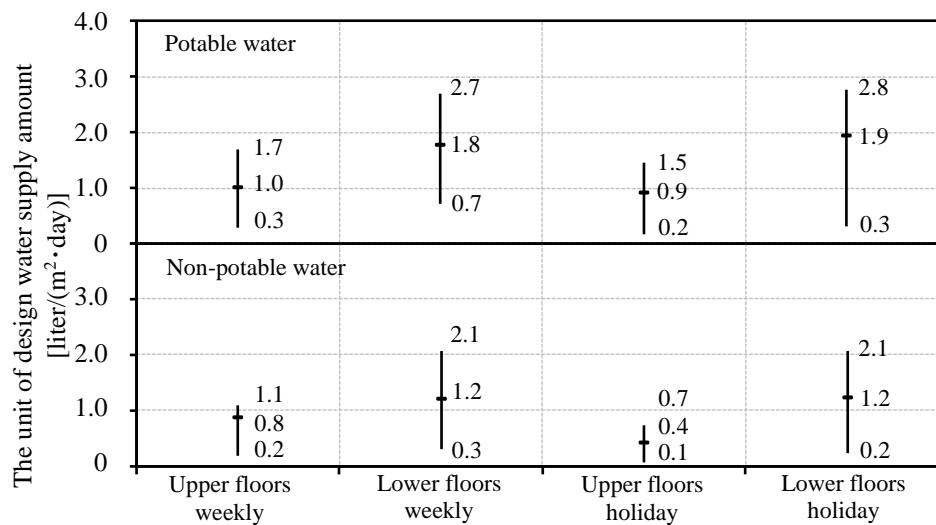 The unit of design water supply amount
[liter/(m²・day)]
4.0
Potable water
3.0
2.0
1.0
0
1.7
1.0
0.3
2.7
1.8
0.7
1.5
0.9
0.2
2.8
1.9
0.3
Non-potable water
3.0
2.0
1.0
0
1.1
0.8
0.2
2.1
1.2
0.3
0.7
0.4
0.1
2.1
1.2
0.2
Upper floors
weekly
Lower floors
weekly
Upper floors
holiday
Lower floors
holiday